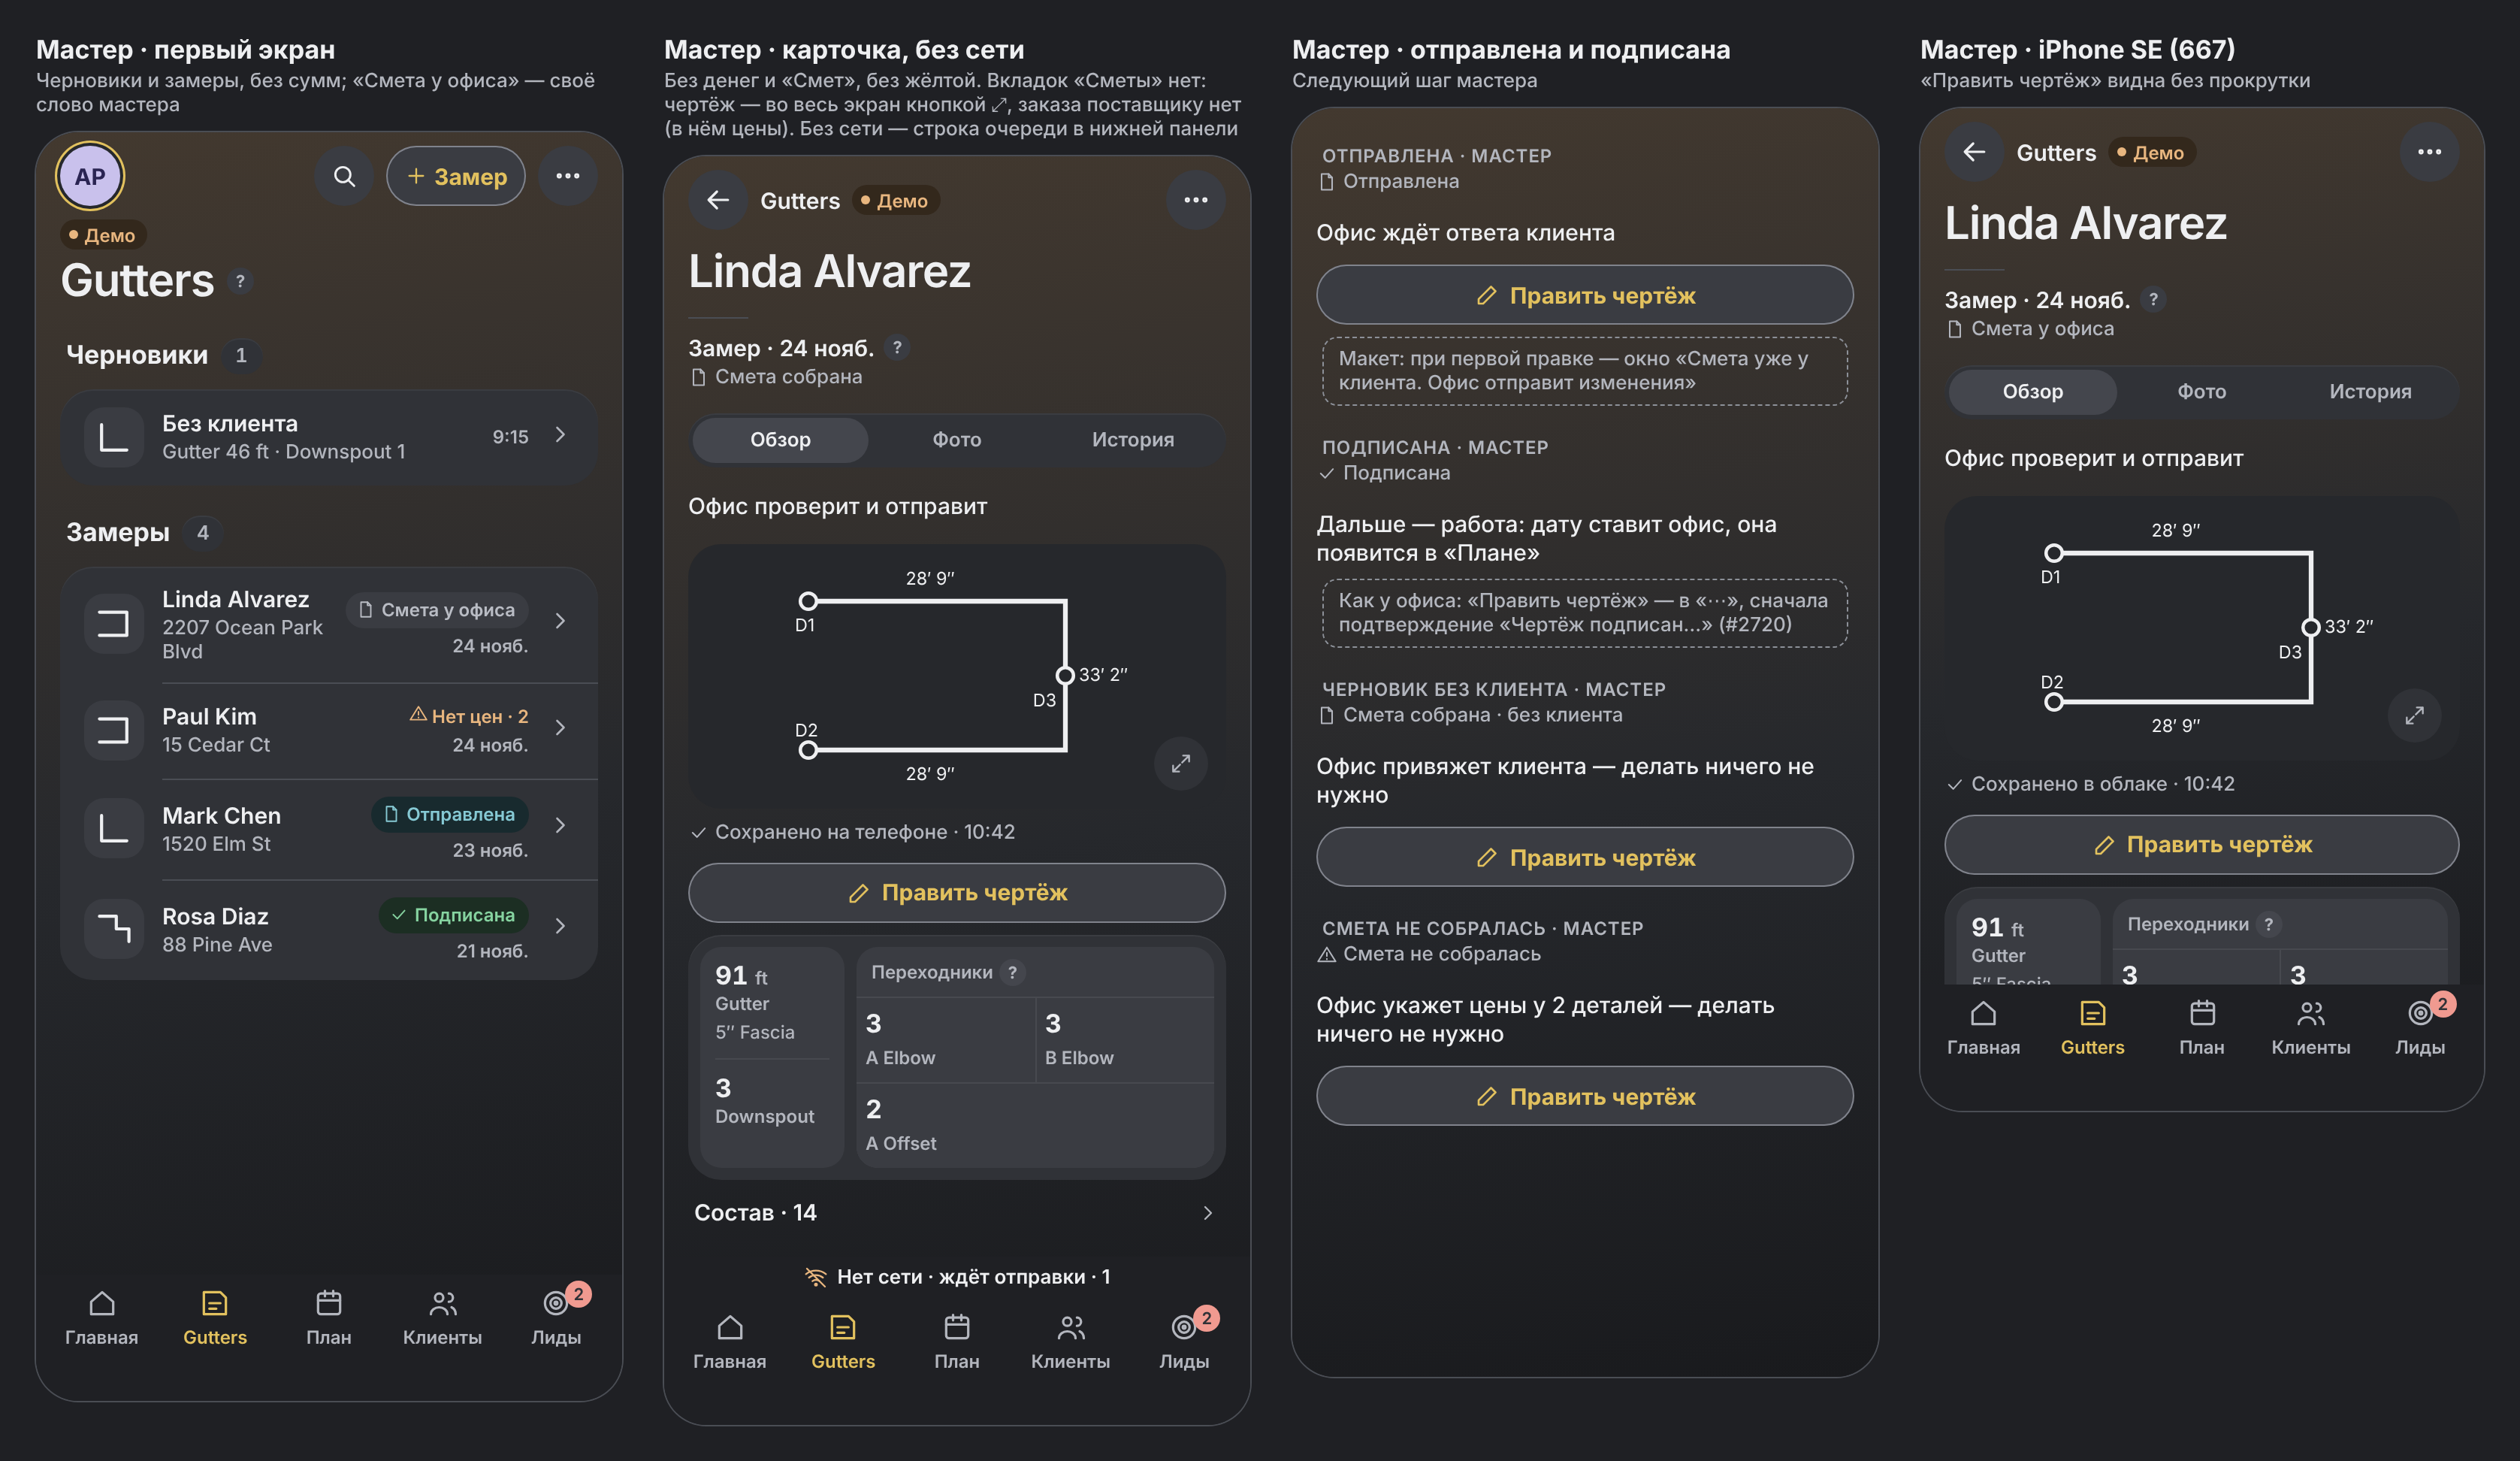 Мастер · первый экран
Черновики и замеры, без сумм; «Смета у офиса» — своё
слово мастера
AP
+ Замер
Демо
Gutters ?
Черновики 1
Без клиента
Gutter 46 ft · Downspout 1
9:15
Замеры 4
Linda Alvarez
2207 Ocean Park
Blvd
Смета у офиса
24 нояб.
Paul Kim
15 Cedar Ct
Нет цен · 2
24 нояб.
Mark Chen
1520 Elm St
Отправлена
23 нояб.
Rosa Diaz
88 Pine Ave
Подписана
21 нояб.
Главная
Gutters
План
Клиенты
Лиды
2
Мастер · карточка, без сети
Без денег и «Смет», без жёлтой. Вкладок «Сметы» нет:
чертёж — во весь экран кнопкой ⤢, заказа поставщику нет
(в нём цены). Без сети — строка очереди в нижней панели
Gutters
Демо
Linda Alvarez
Замер · 24 нояб. ?
Смета собрана
Обзор
Фото
История
Офис проверит и отправит
28′ 9″
D1
33′ 2″
D3
D2
28′ 9″
Сохранено на телефоне · 10:42
Править чертёж
91 ft
Gutter
5″ Fascia
3
Downspout
Переходники ?
3
A Elbow
3
B Elbow
2
A Offset
Состав · 14
Нет сети · ждёт отправки · 1
Главная
Gutters
План
Клиенты
Лиды
2
Мастер · отправлена и подписана
Следующий шаг мастера
ОТПРАВЛЕНА · МАСТЕР
Отправлена
Офис ждёт ответа клиента
Править чертёж
Макет: при первой правке — окно «Смета уже у
клиента. Офис отправит изменения»
ПОДПИСАНА · МАСТЕР
Подписана
Дальше — работа: дату ставит офис, она
появится в «Плане»
Как у офиса: «Править чертёж» — в «···», сначала
подтверждение «Чертёж подписан…» (#2720)
ЧЕРНОВИК БЕЗ КЛИЕНТА · МАСТЕР
Смета собрана · без клиента
Офис привяжет клиента — делать ничего не
нужно
Править чертёж
СМЕТА НЕ СОБРАЛАСЬ · МАСТЕР
Смета не собралась
Офис укажет цены у 2 деталей — делать
ничего не нужно
Править чертёж
Мастер · iPhone SE (667)
«Править чертёж» видна без прокрутки
Gutters
Демо
Linda Alvarez
Замер · 24 нояб. ?
Смета у офиса
Обзор
Фото
История
Офис проверит и отправит
28′ 9″
D1
33′ 2″
D3
D2
28′ 9″
Сохранено в облаке · 10:42
Править чертёж
91 ft
Gutter
5″ Fascia
Переходники ?
3
3
Главная
Gutters
План
Клиенты
Лиды
2